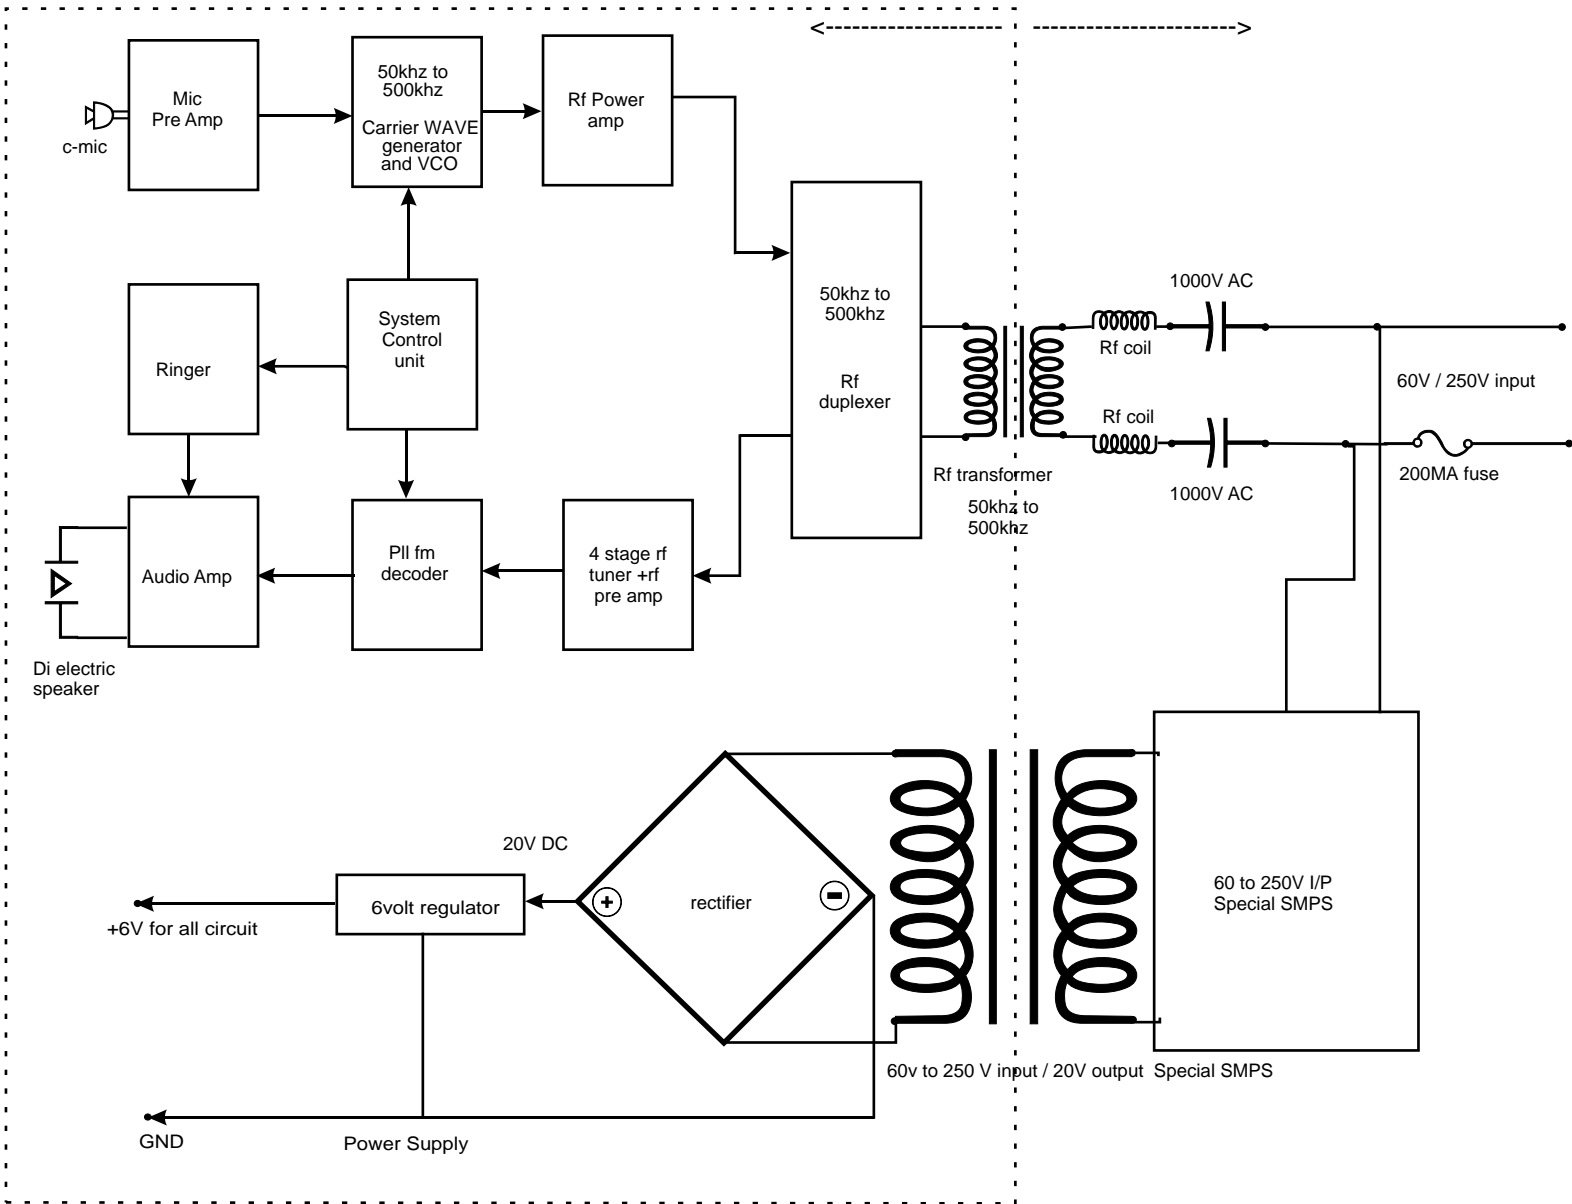 <-------------------- -------------------->
c-mic
Mic
Pre Amp
50khz to
500khz
Carrier WAVE
generator
and VCO
Rf Power
amp
Ringer
System
Control
unit
50khz to
500khz
Rf
duplexer
1000V AC
Rf coil
60V / 250V input
Rf coil
200MA fuse
1000V AC
Rf transformer
50khz to
500khz
Audio Amp
Pll fm
decoder
4 stage rf
tuner +rf
pre amp
Di electric
speaker
20V DC
6volt regulator
+
rectifier
-
60 to 250V I/P
Special SMPS
+6V for all circuit
60v to 250 V input / 20V output Special SMPS
GND
Power Supply